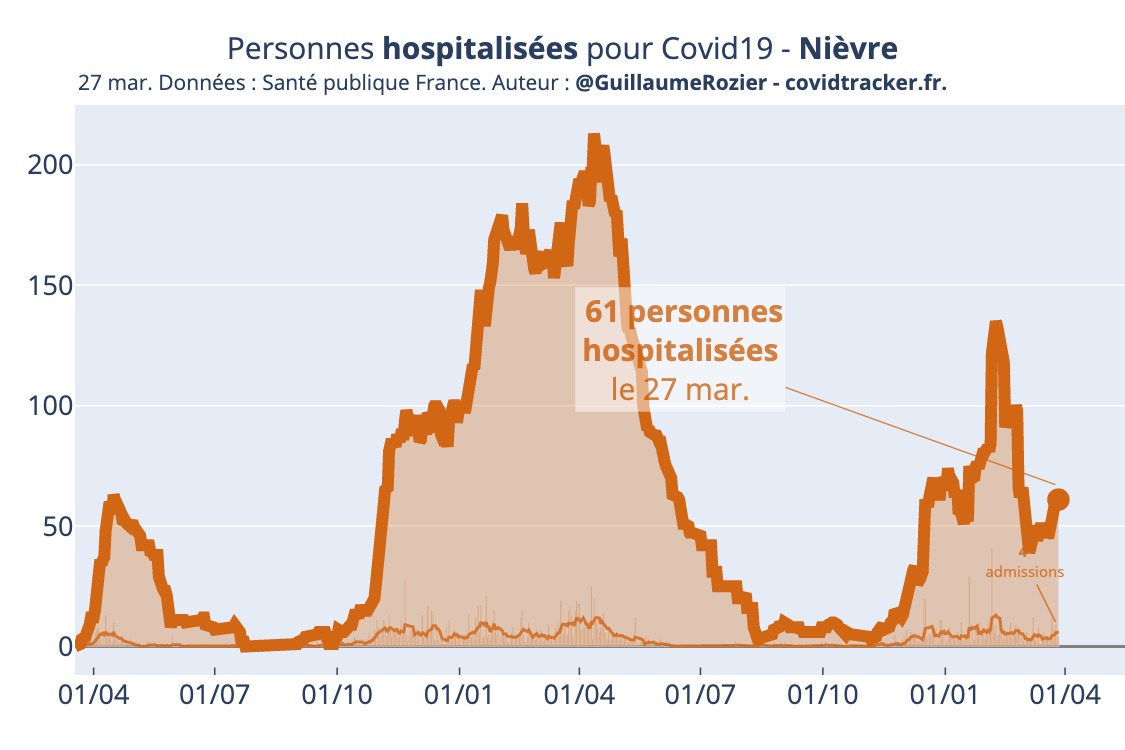 Personnes hospitalisées pour Covid19 - Nièvre
27 mar. Données : Santé publique France. Auteur : @GuillaumeRozier - covidtracker.fr.
200
150
100
50
0
61 personnes
hospitalisées
le 27 mar.
admissions
01/04 01/07 01/10 01/01 01/04 01/07 01/10 01/01 01/04